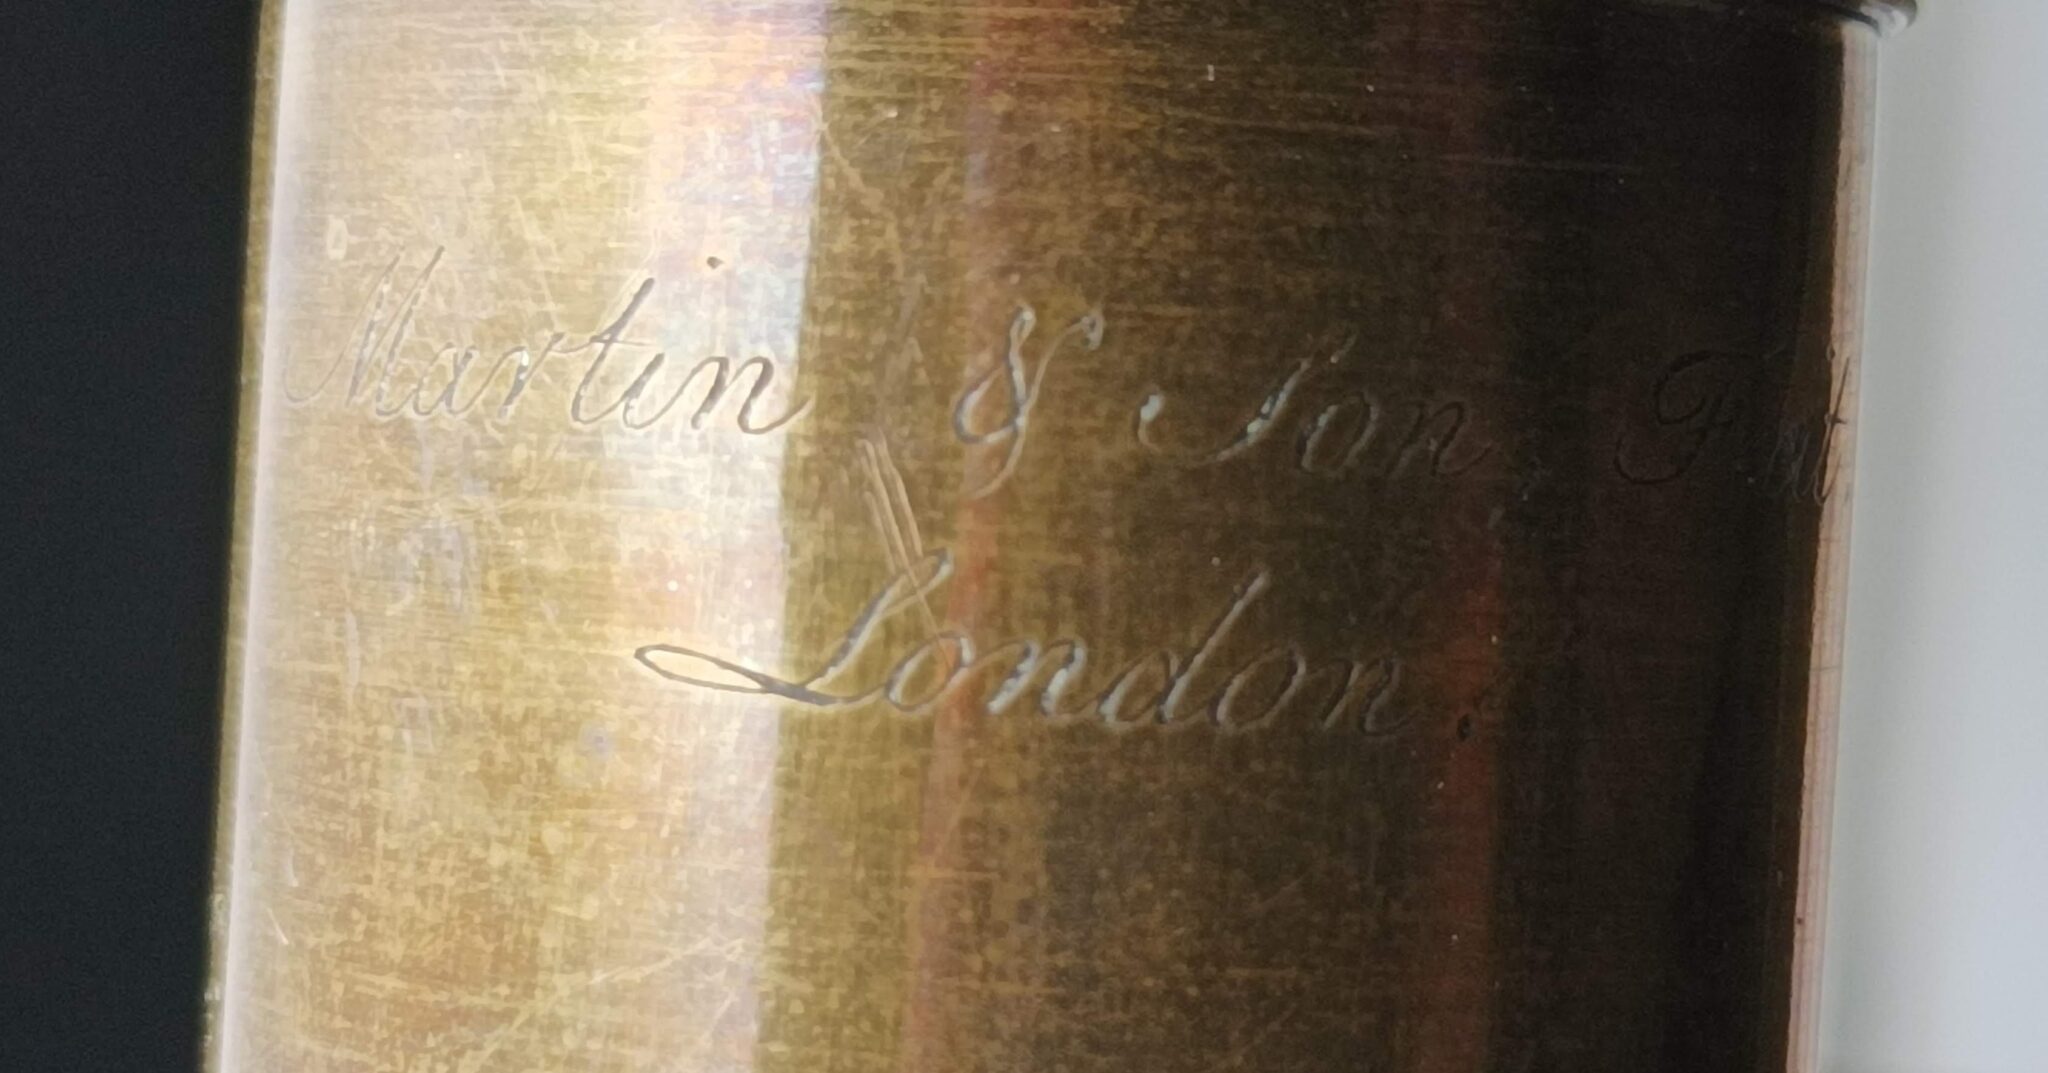 Martin & Son, Fecit
London.